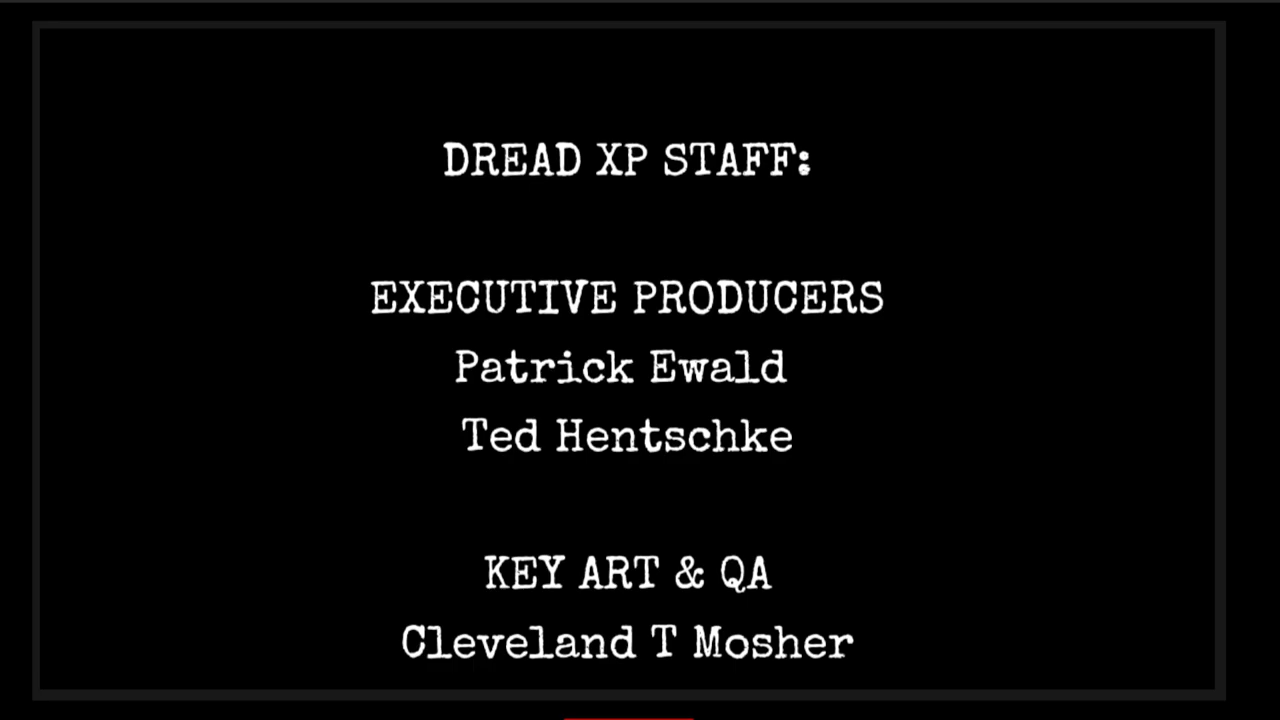 DREAD XP STAFF:
EXECUTIVE PRODUCERS
Patrick Ewald
Ted Hentschke
KEY ART & QA
Cleveland T Mosher